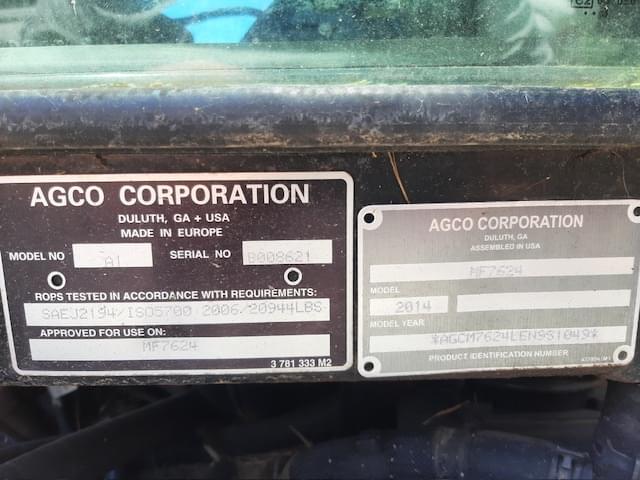 AGCO CORPORATION
DULUTH, GA • USA
MADE IN EUROPE
MODEL NO A1 SERIAL NO B008621
ROPS TESTED IN ACCORDANCE WITH REQUIREMENTS:
SAEJ2194/ISO5700 2006/20944LBS
APPROVED FOR USE ON:
MF7624
3 781 333 M2
AGCO CORPORATION
DULUTH, GA
ASSEMBLED IN USA
MF7624
MODEL
2014
MODEL YEAR
*AGCM7624LEN9S1049*
PRODUCT IDENTIFICATION NUMBER